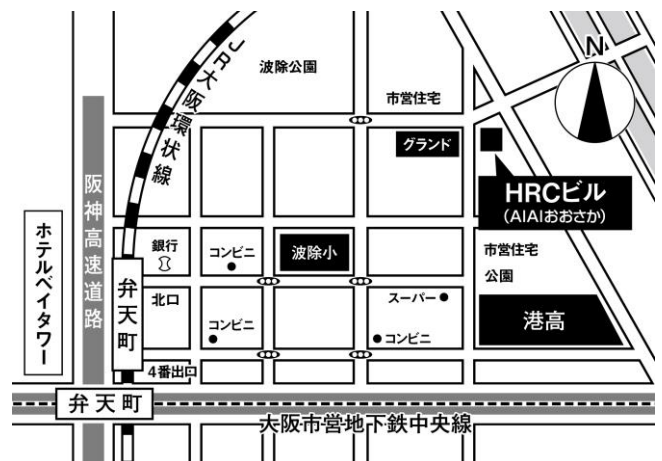 波除公園
N
市営住宅
JR大阪環状線
グランド
HRCビル
(AIAIおおさか)
阪神高速道路
ホテルベイタワー
銀行
コンビニ
波除小
市営住宅
公園
弁天町
北口
スーパー
港高
コンビニ
コンビニ
4番出口
弁天町
大阪市営地下鉄中央線